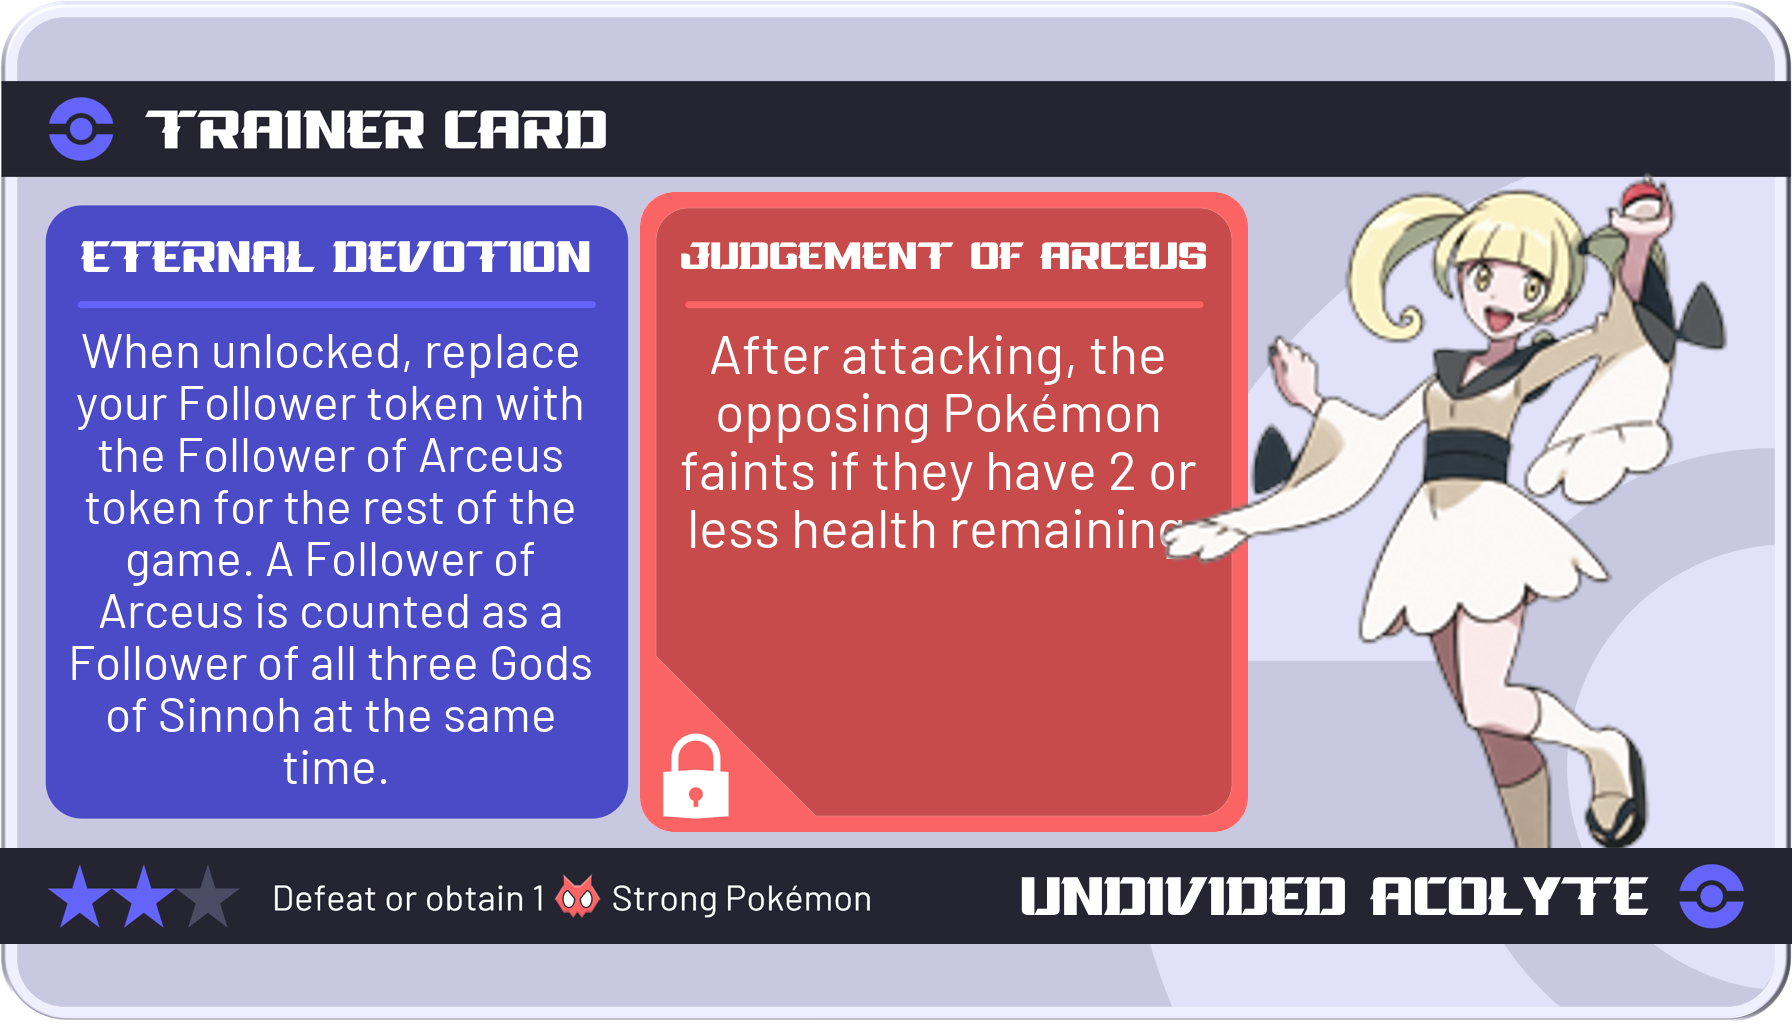 TRAINER CARD
ETERNAL DEVOTION
When unlocked, replace
your Follower token with
the Follower of Arceus
token for the rest of the
game. A Follower of
Arceus is counted as a
Follower of all three Gods
of Sinnoh at the same
time.
JUDGEMENT OF ARCEUS
After attacking, the
opposing Pokémon
faints if they have 2 or
less health remaining
Defeat or obtain 1 Strong Pokémon
UNDIVIDED ACOLYTE